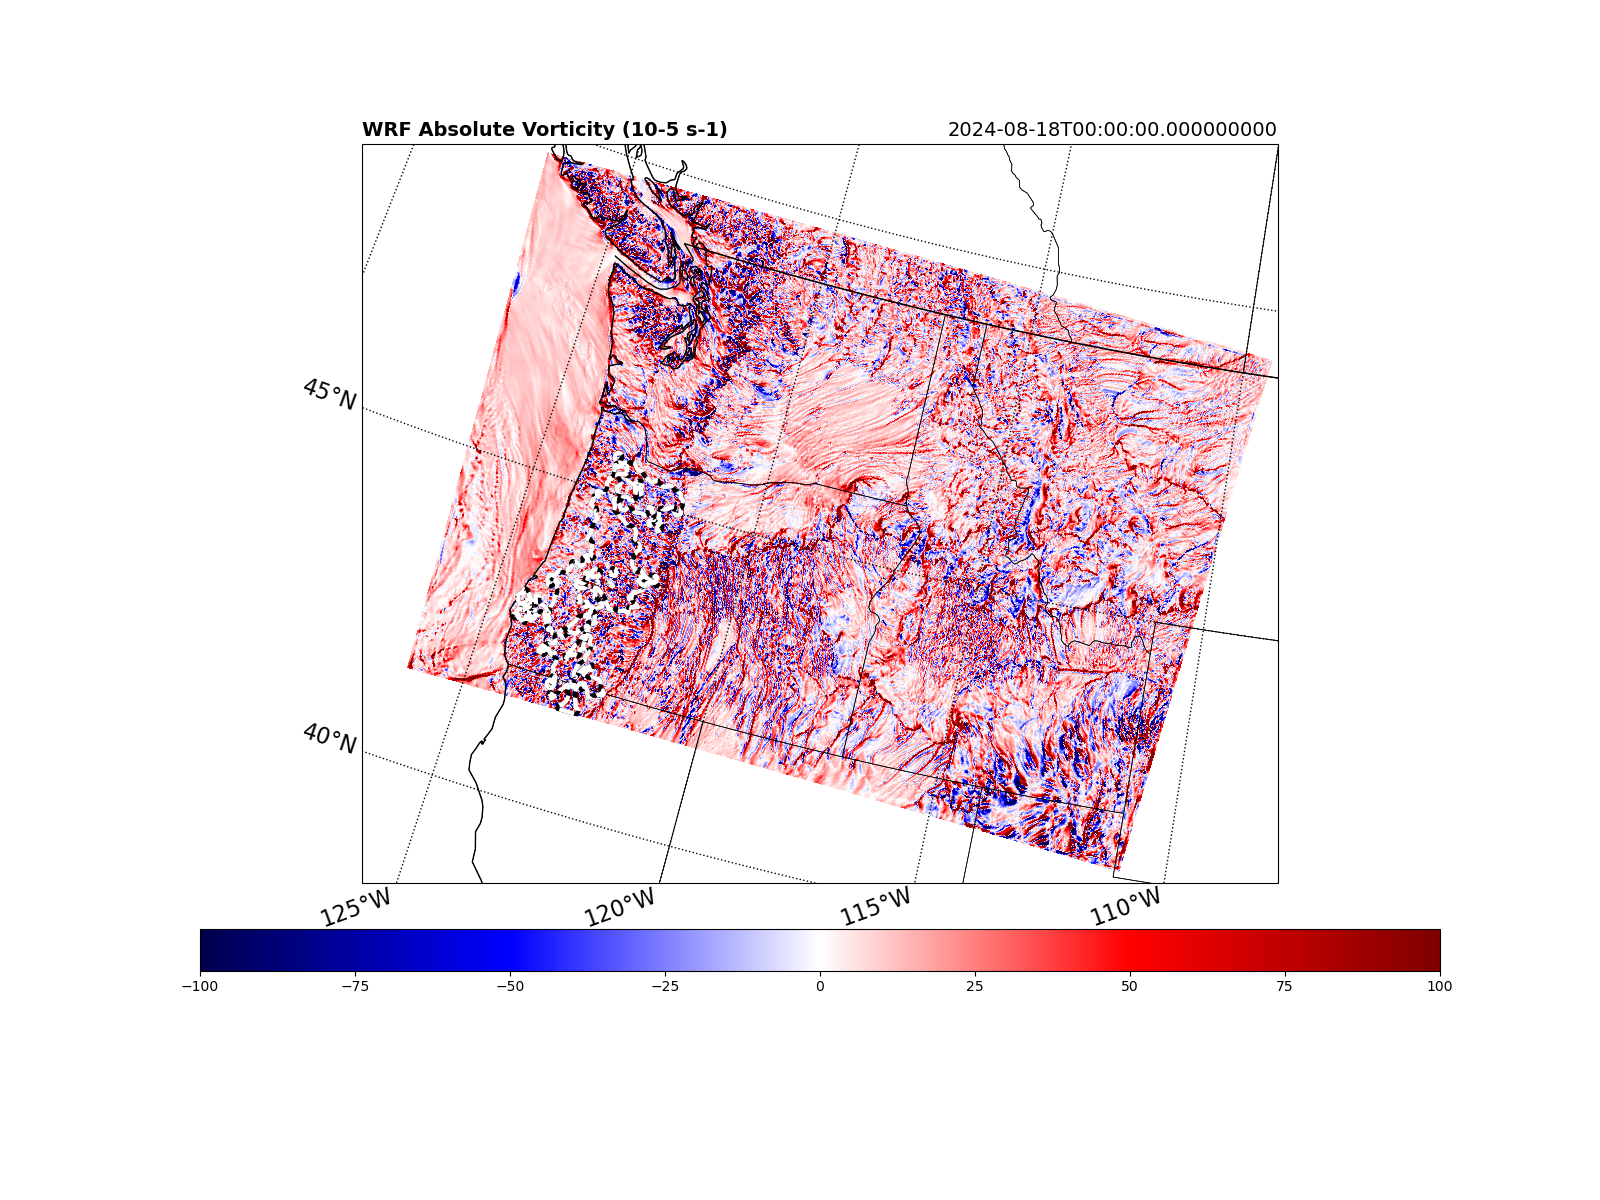 WRF Absolute Vorticity (10-5 s-1)
2024-08-18T00:00:00.000000000
45°N
40°N
125°W
120°W
115°W
110°W
−100
−75
−50
−25
0
25
50
75
100